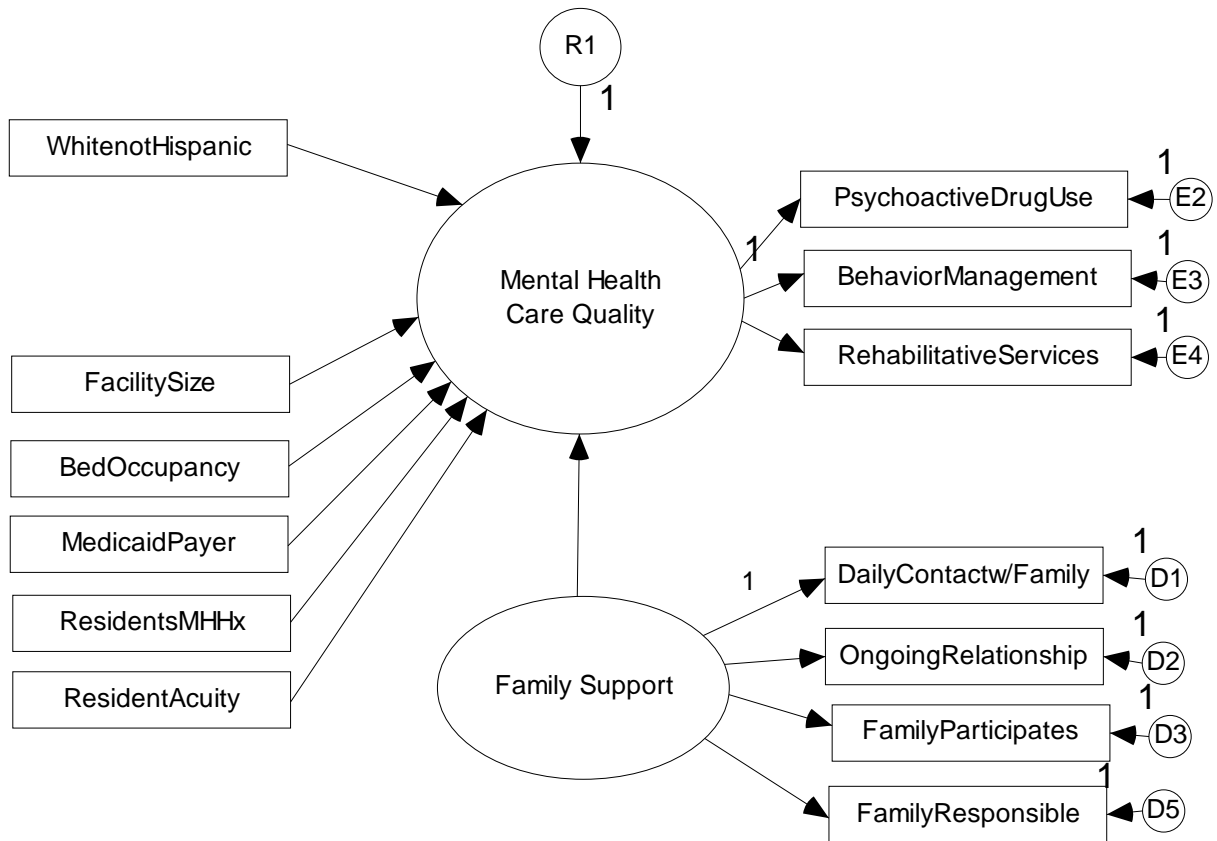 R1
1
WhitenotHispanic
Mental Health
Care Quality
1
PsychoactiveDrugUse
1
E2
BehaviorManagement
1
E3
RehabilitativeServices
1
E4
FacilitySize
BedOccupancy
MedicaidPayer
ResidentsMHHx
ResidentAcuity
Family Support
1
DailyContactw/Family
1
D1
OngoingRelationship
1
D2
FamilyParticipates
1
D3
FamilyResponsible
1
D5